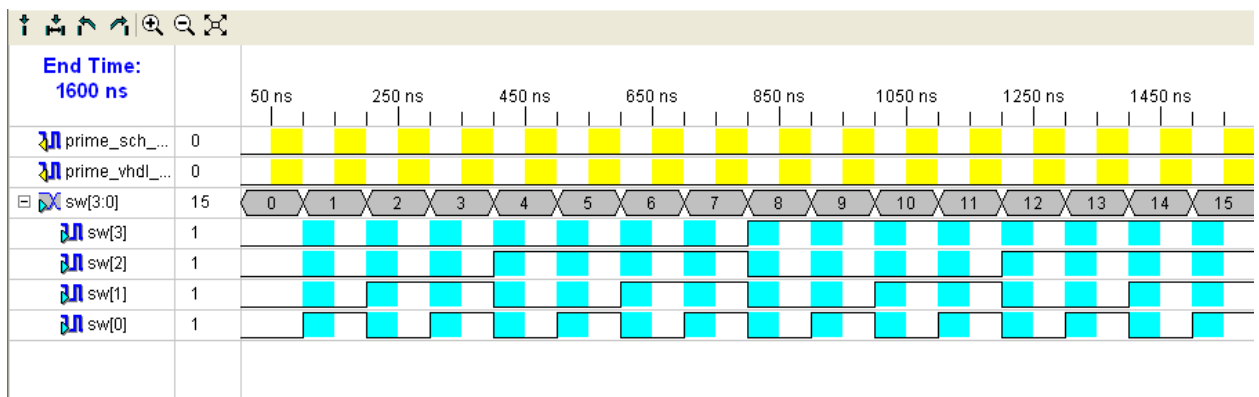 End Time:
1600 ns
50 ns 250 ns 450 ns 650 ns 850 ns 1050 ns 1250 ns 1450 ns
prime_sch_... 0
prime_vhdl_... 0
sw[3:0] 15 0 1 2 3 4 5 6 7 8 9 10 11 12 13 14 15
sw[3] 1
sw[2] 1
sw[1] 1
sw[0] 1